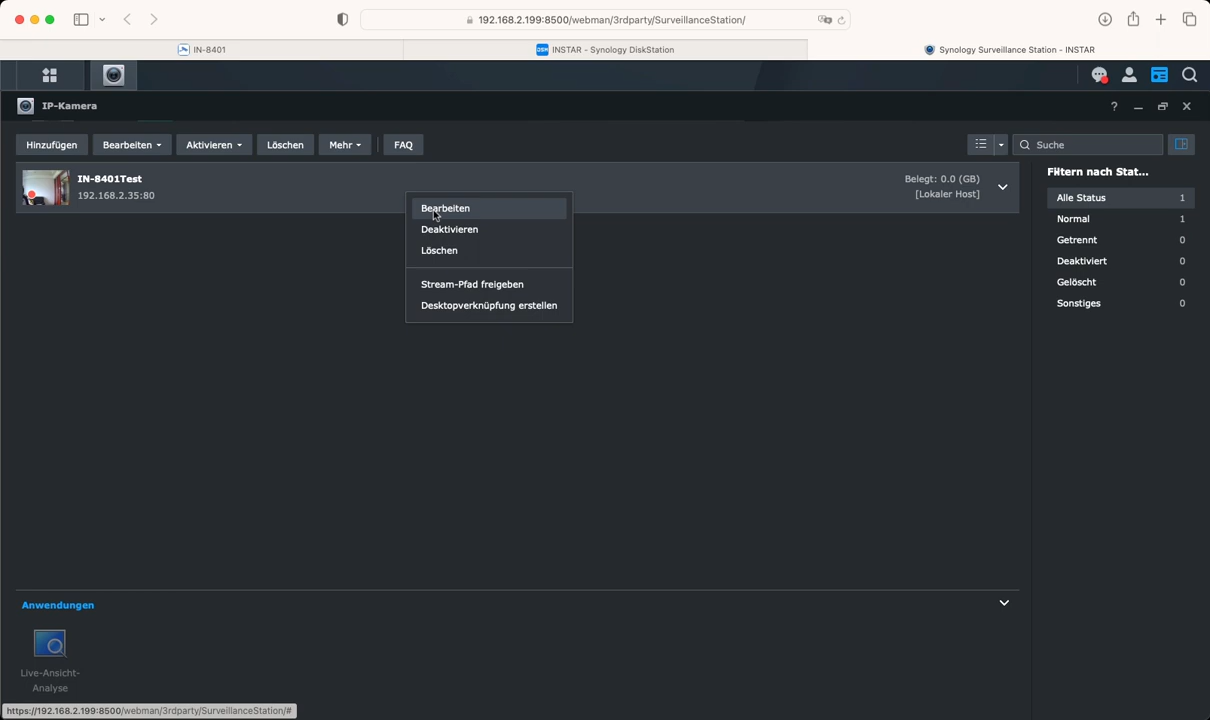 192.168.2.199:8500/webman/3rdparty/SurveillanceStation/
IN-8401
INSTAR - Synology DiskStation
Synology Surveillance Station - INSTAR
IP-Kamera
?
Hinzufügen
Bearbeiten
Aktivieren
Löschen
Mehr
FAQ
Suche
IN-8401Test
192.168.2.35:80
Belegt: 0.0 (GB)
[Lokaler Host]
Bearbeiten
Deaktivieren
Löschen
Stream-Pfad freigeben
Desktopverknüpfung erstellen
Filtern nach Stat...
Alle Status 1
Normal 1
Getrennt 0
Deaktiviert 0
Gelöscht 0
Sonstiges 0
Anwendungen
Live-Ansicht-
Analyse
https://192.168.2.199:8500/webman/3rdparty/SurveillanceStation/#